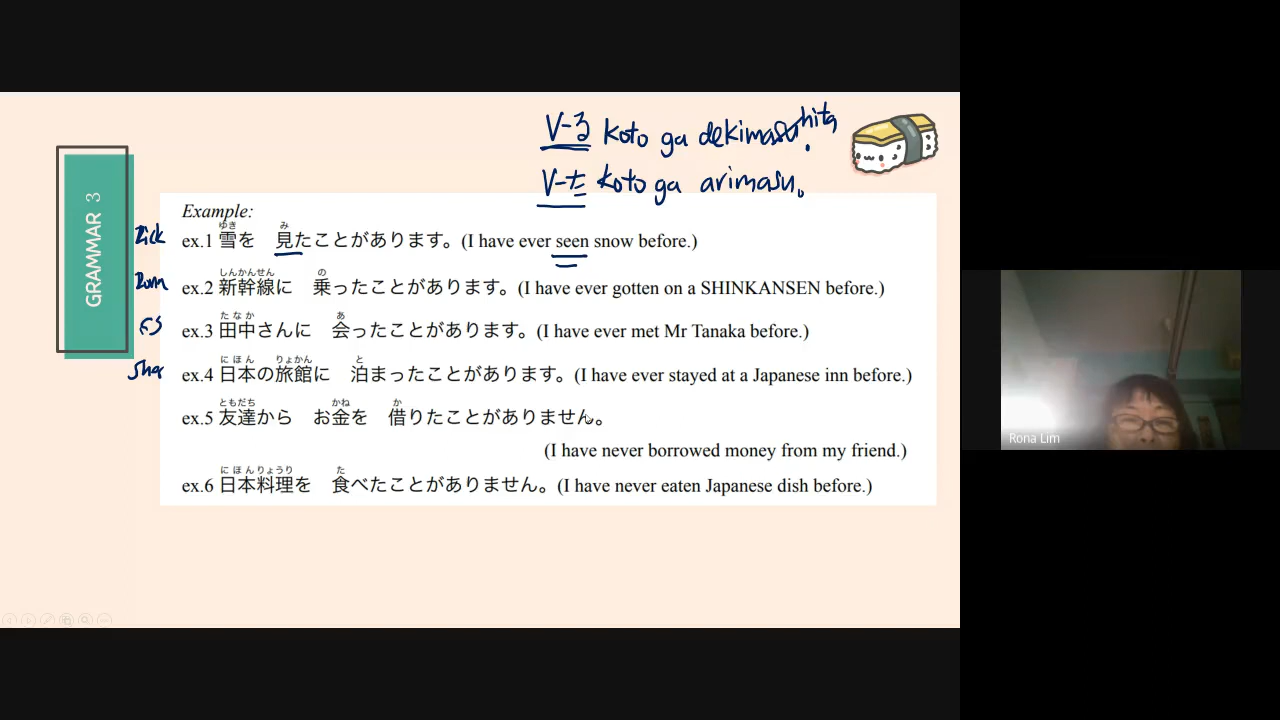 V-る koto ga dekimasu.
V-た koto ga arimasu.
GRAMMAR 3
Example:
ex.1 雪を 見たことがあります。(I have ever seen snow before.)
ex.2 新幹線に 乗ったことがあります。(I have ever gotten on a SHINKANSEN before.)
ex.3 田中さんに 会ったことがあります。(I have ever met Mr Tanaka before.)
ex.4 日本の旅館に 泊まったことがあります。(I have ever stayed at a Japanese inn before.)
ex.5 友達から お金を 借りたことがありません。
(I have never borrowed money from my friend.)
ex.6 日本料理を 食べたことがありません。(I have never eaten Japanese dish before.)
Rona Lim